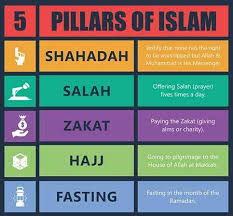 5 PILLARS OF ISLAM
SHAHADAH
Testify that none has the right
to be worshipped but Allah &
Muhammad is His Messenger.
SALAH
Offering Salah (prayer)
five times a day.
ZAKAT
Paying the Zakat (giving
alms or charity).
HAJJ
Going to pilgrimage to the
House of Allah at Makkah.
FASTING
Fasting in the month of the
Ramadan.